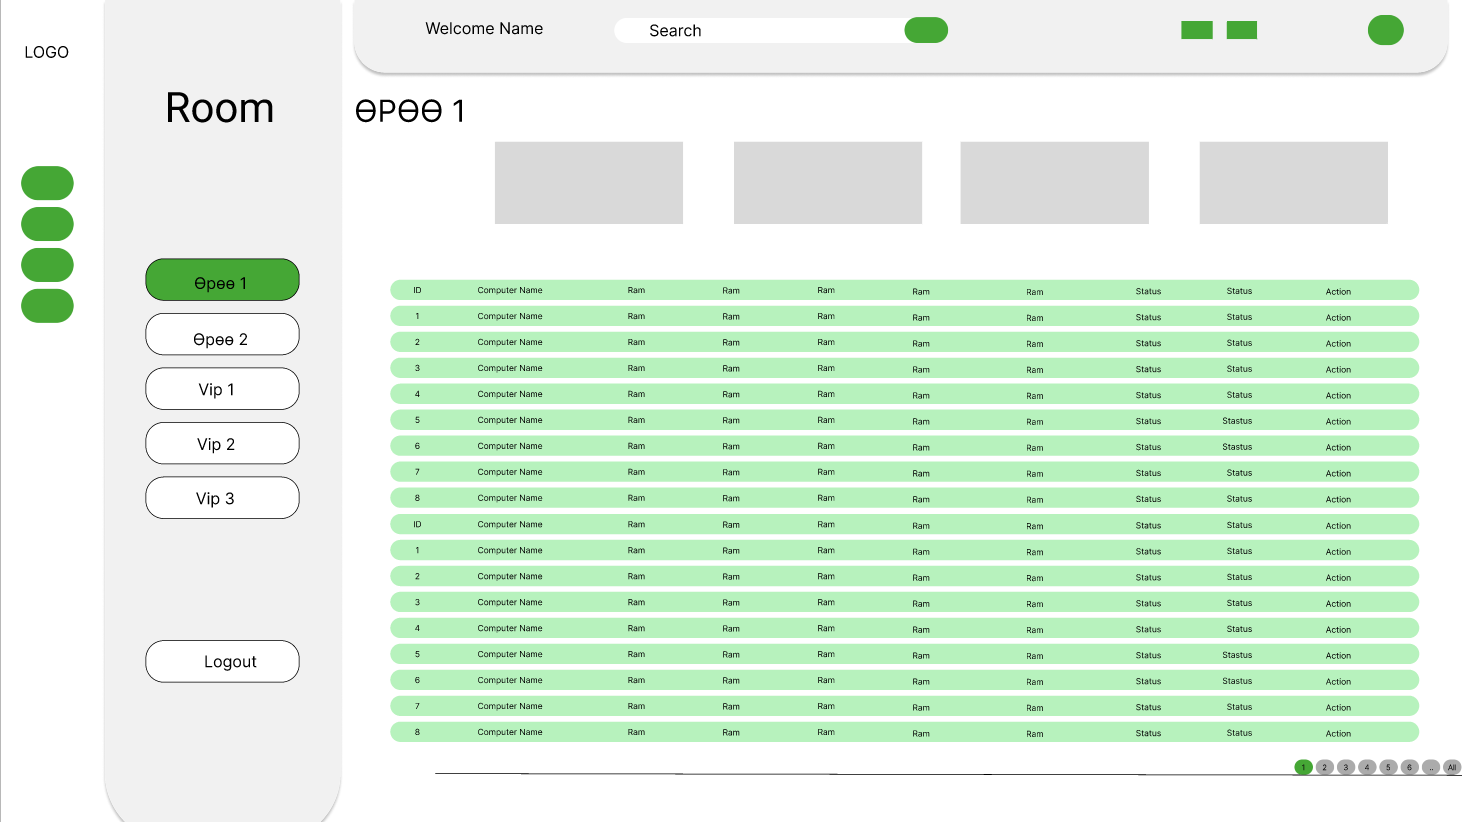 LOGO
Welcome Name
Search
Room
ӨРӨӨ 1
Өрөө 1
Өрөө 2
Vip 1
Vip 2
Vip 3
Logout
ID Computer Name Ram Ram Ram Ram Ram Status Status Action
1 Computer Name Ram Ram Ram Ram Ram Status Status Action
2 Computer Name Ram Ram Ram Ram Ram Status Status Action
3 Computer Name Ram Ram Ram Ram Ram Status Status Action
4 Computer Name Ram Ram Ram Ram Ram Status Status Action
5 Computer Name Ram Ram Ram Ram Ram Status Stastus Action
6 Computer Name Ram Ram Ram Ram Ram Status Stastus Action
7 Computer Name Ram Ram Ram Ram Ram Status Status Action
8 Computer Name Ram Ram Ram Ram Ram Status Status Action
ID Computer Name Ram Ram Ram Ram Ram Status Status Action
1 Computer Name Ram Ram Ram Ram Ram Status Status Action
2 Computer Name Ram Ram Ram Ram Ram Status Status Action
3 Computer Name Ram Ram Ram Ram Ram Status Status Action
4 Computer Name Ram Ram Ram Ram Ram Status Status Action
5 Computer Name Ram Ram Ram Ram Ram Status Stastus Action
6 Computer Name Ram Ram Ram Ram Ram Status Stastus Action
7 Computer Name Ram Ram Ram Ram Ram Status Status Action
8 Computer Name Ram Ram Ram Ram Ram Status Status Action
1 2 3 4 5 6 .. All